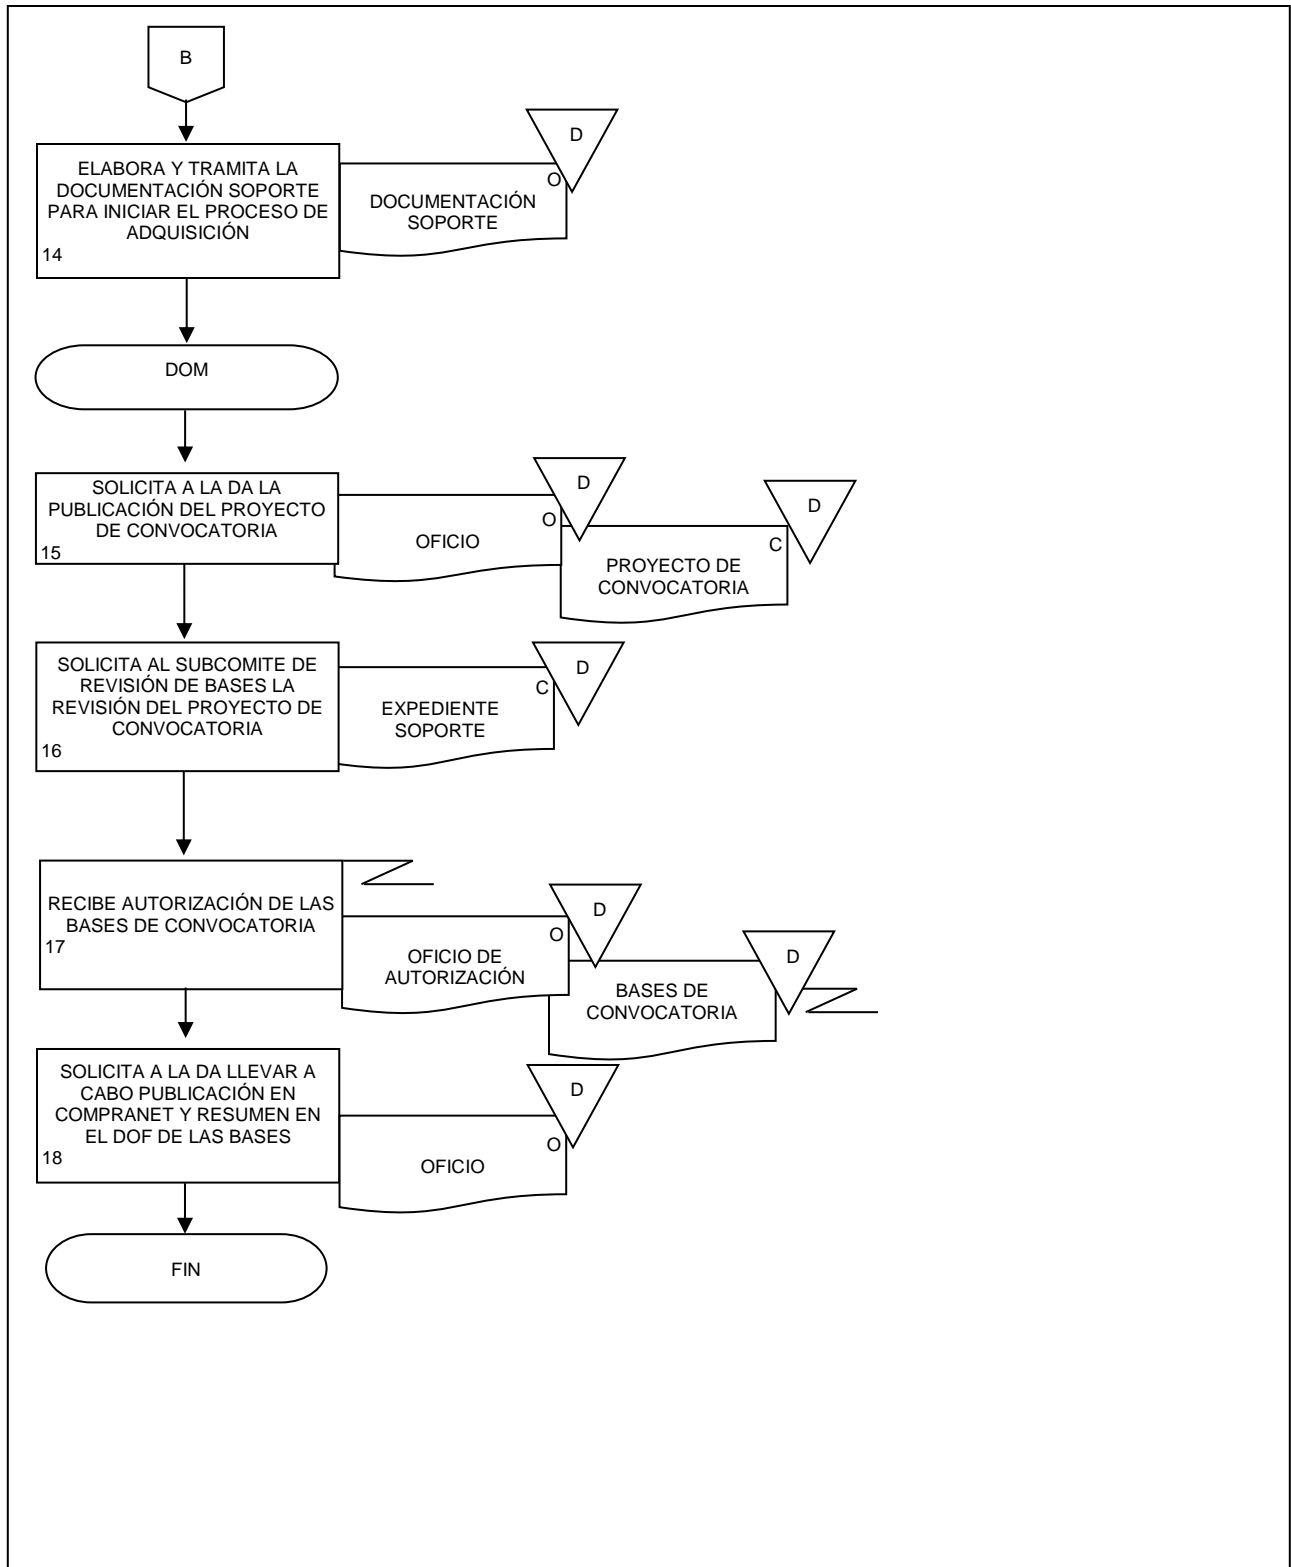 B
D
ELABORA Y TRAMITA LA
DOCUMENTACIÓN SOPORTE
PARA INICIAR EL PROCESO DE
ADQUISICIÓN
14
O
DOCUMENTACIÓN
SOPORTE
DOM
SOLICITA A LA DA LA
PUBLICACIÓN DEL PROYECTO
DE CONVOCATORIA
15
D
O
OFICIO
D
C
PROYECTO DE
CONVOCATORIA
SOLICITA AL SUBCOMITE DE
REVISIÓN DE BASES LA
REVISIÓN DEL PROYECTO DE
CONVOCATORIA
16
D
C
EXPEDIENTE
SOPORTE
RECIBE AUTORIZACIÓN DE LAS
BASES DE CONVOCATORIA
17
D
O
OFICIO DE
AUTORIZACIÓN
D
BASES DE
CONVOCATORIA
SOLICITA A LA DA LLEVAR A
CABO PUBLICACIÓN EN
COMPRANET Y RESUMEN EN
EL DOF DE LAS BASES
18
D
O
OFICIO
FIN